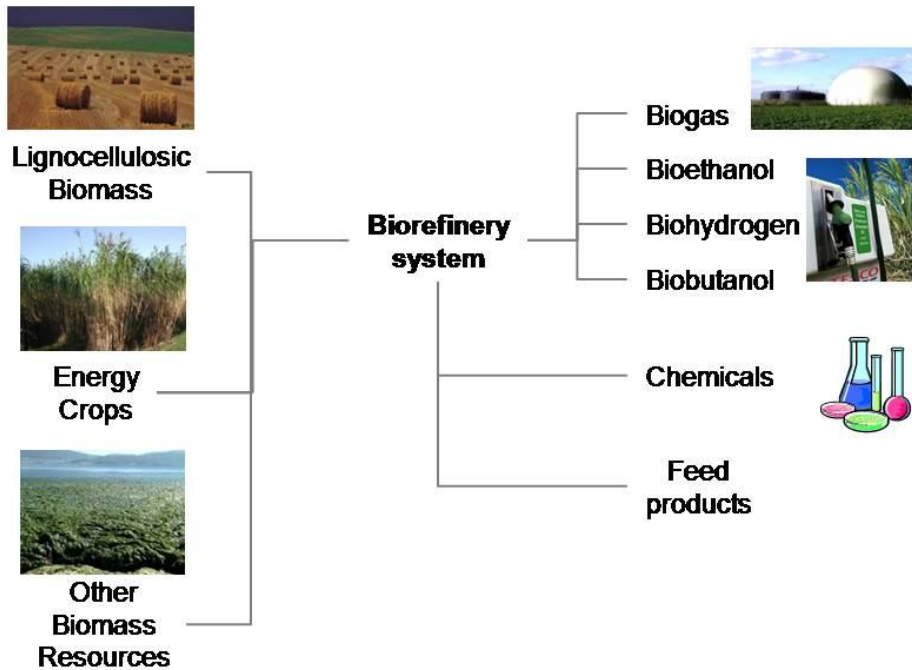 Lignocellulosic
Biomass
Energy
Crops
Other
Biomass
Resources
Biorefinery
system
Biogas
Bioethanol
Biohydrogen
Biobutanol
Chemicals
Feed
products